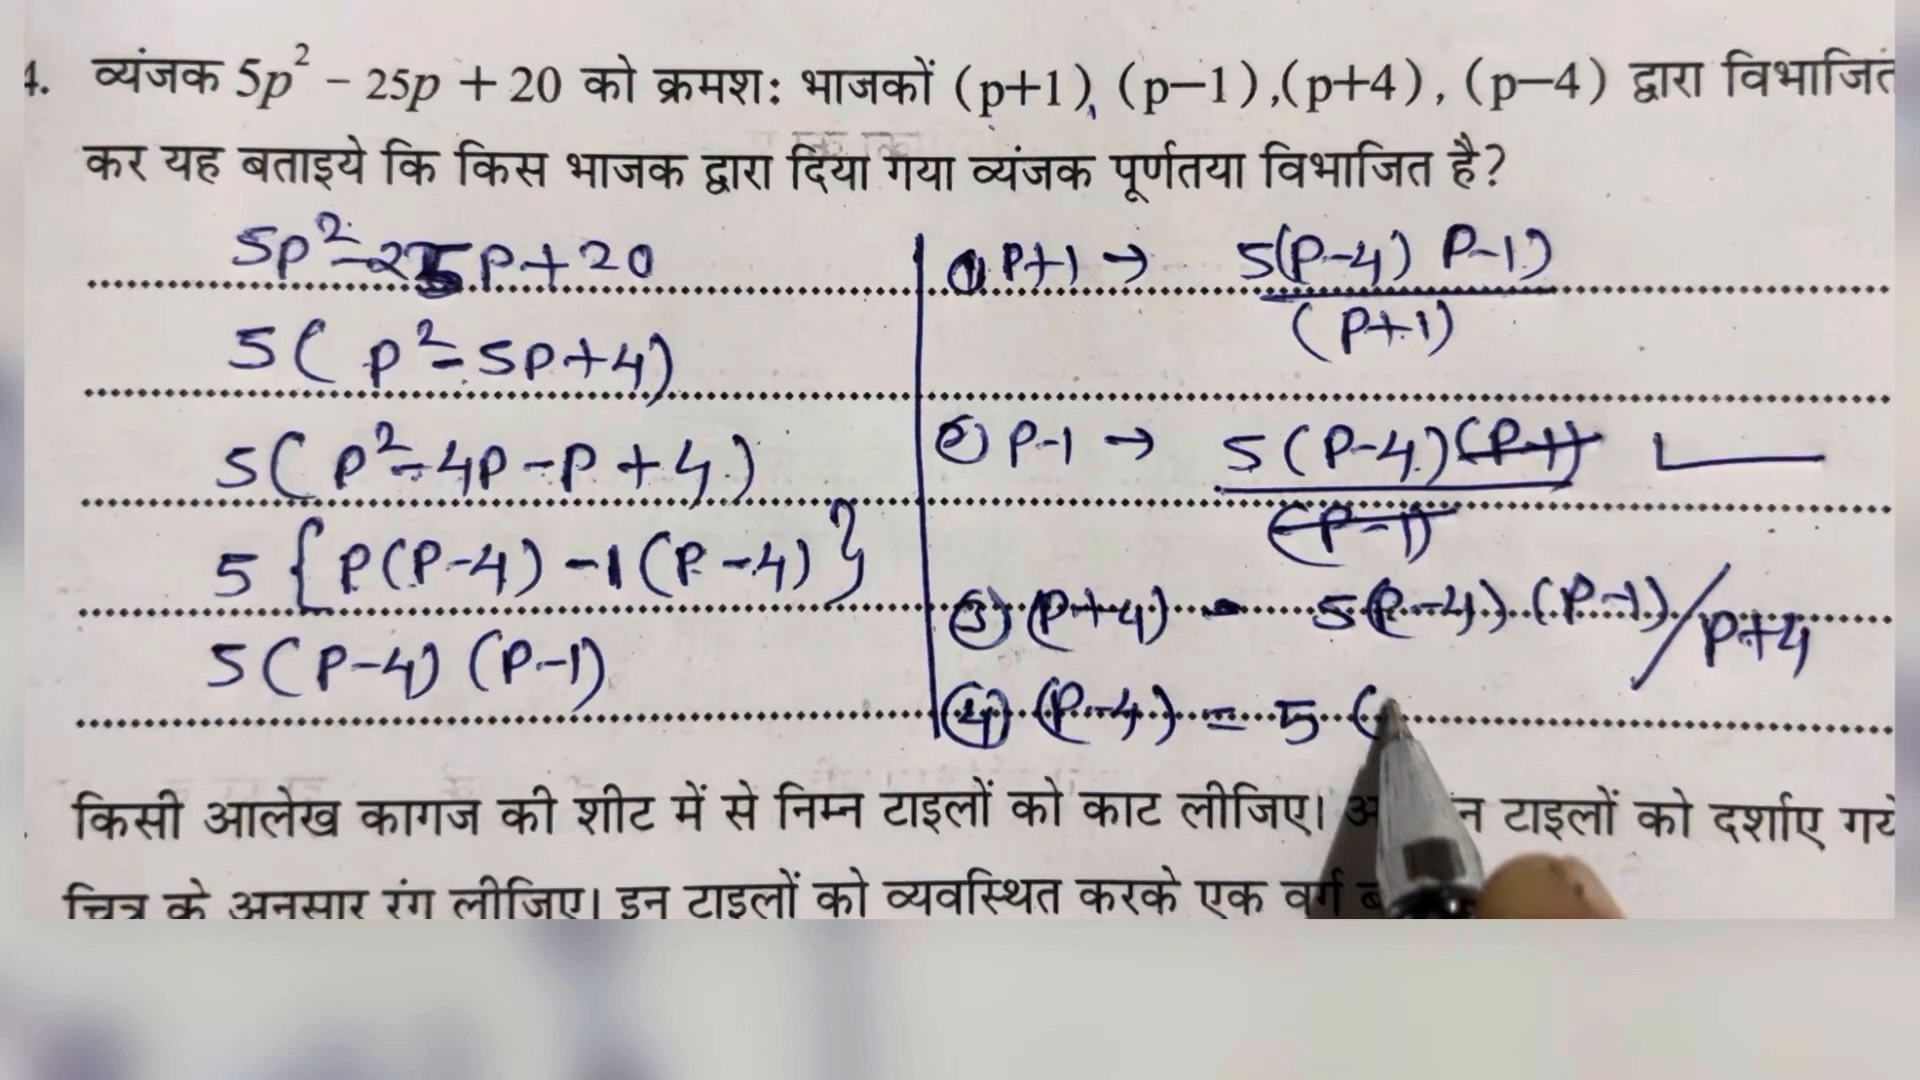 4. व्यंजक 5p² - 25p + 20 को क्रमश: भाजकों (p+1), (p−1),(p+4), (p−4) द्वारा विभाजित
कर यह बताइये कि किस भाजक द्वारा दिया गया व्यंजक पूर्णतया विभाजित है?
5p²-25p+20
5( p²-5p+4)
5( p²-4p-p+4)
5{P(P-4)-1(P-4)}
5(P-4) (P-1)
① P+1 → 5(P-4) P-1)
(P+1)
② P-1 → 5(P-4)(P-1)
(P-1)
③ (P+4) - 5(P-4)(P-1)/P+4
④ (P-4) = 5 (
किसी आलेख कागज की शीट में से निम्न टाइलों को काट लीजिए। टाइलों को दर्शाए गये
चित्र के अनुसार रंग लीजिए। इन टाइलों को व्यवस्थित करके एक वर्ग